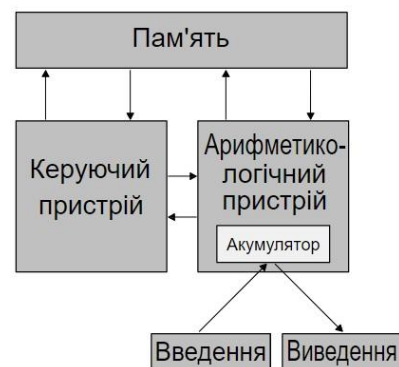 Пам'ять
Керуючий
пристрій
Арифметико-
логічний
пристрій
Акумулятор
Введення
Виведення